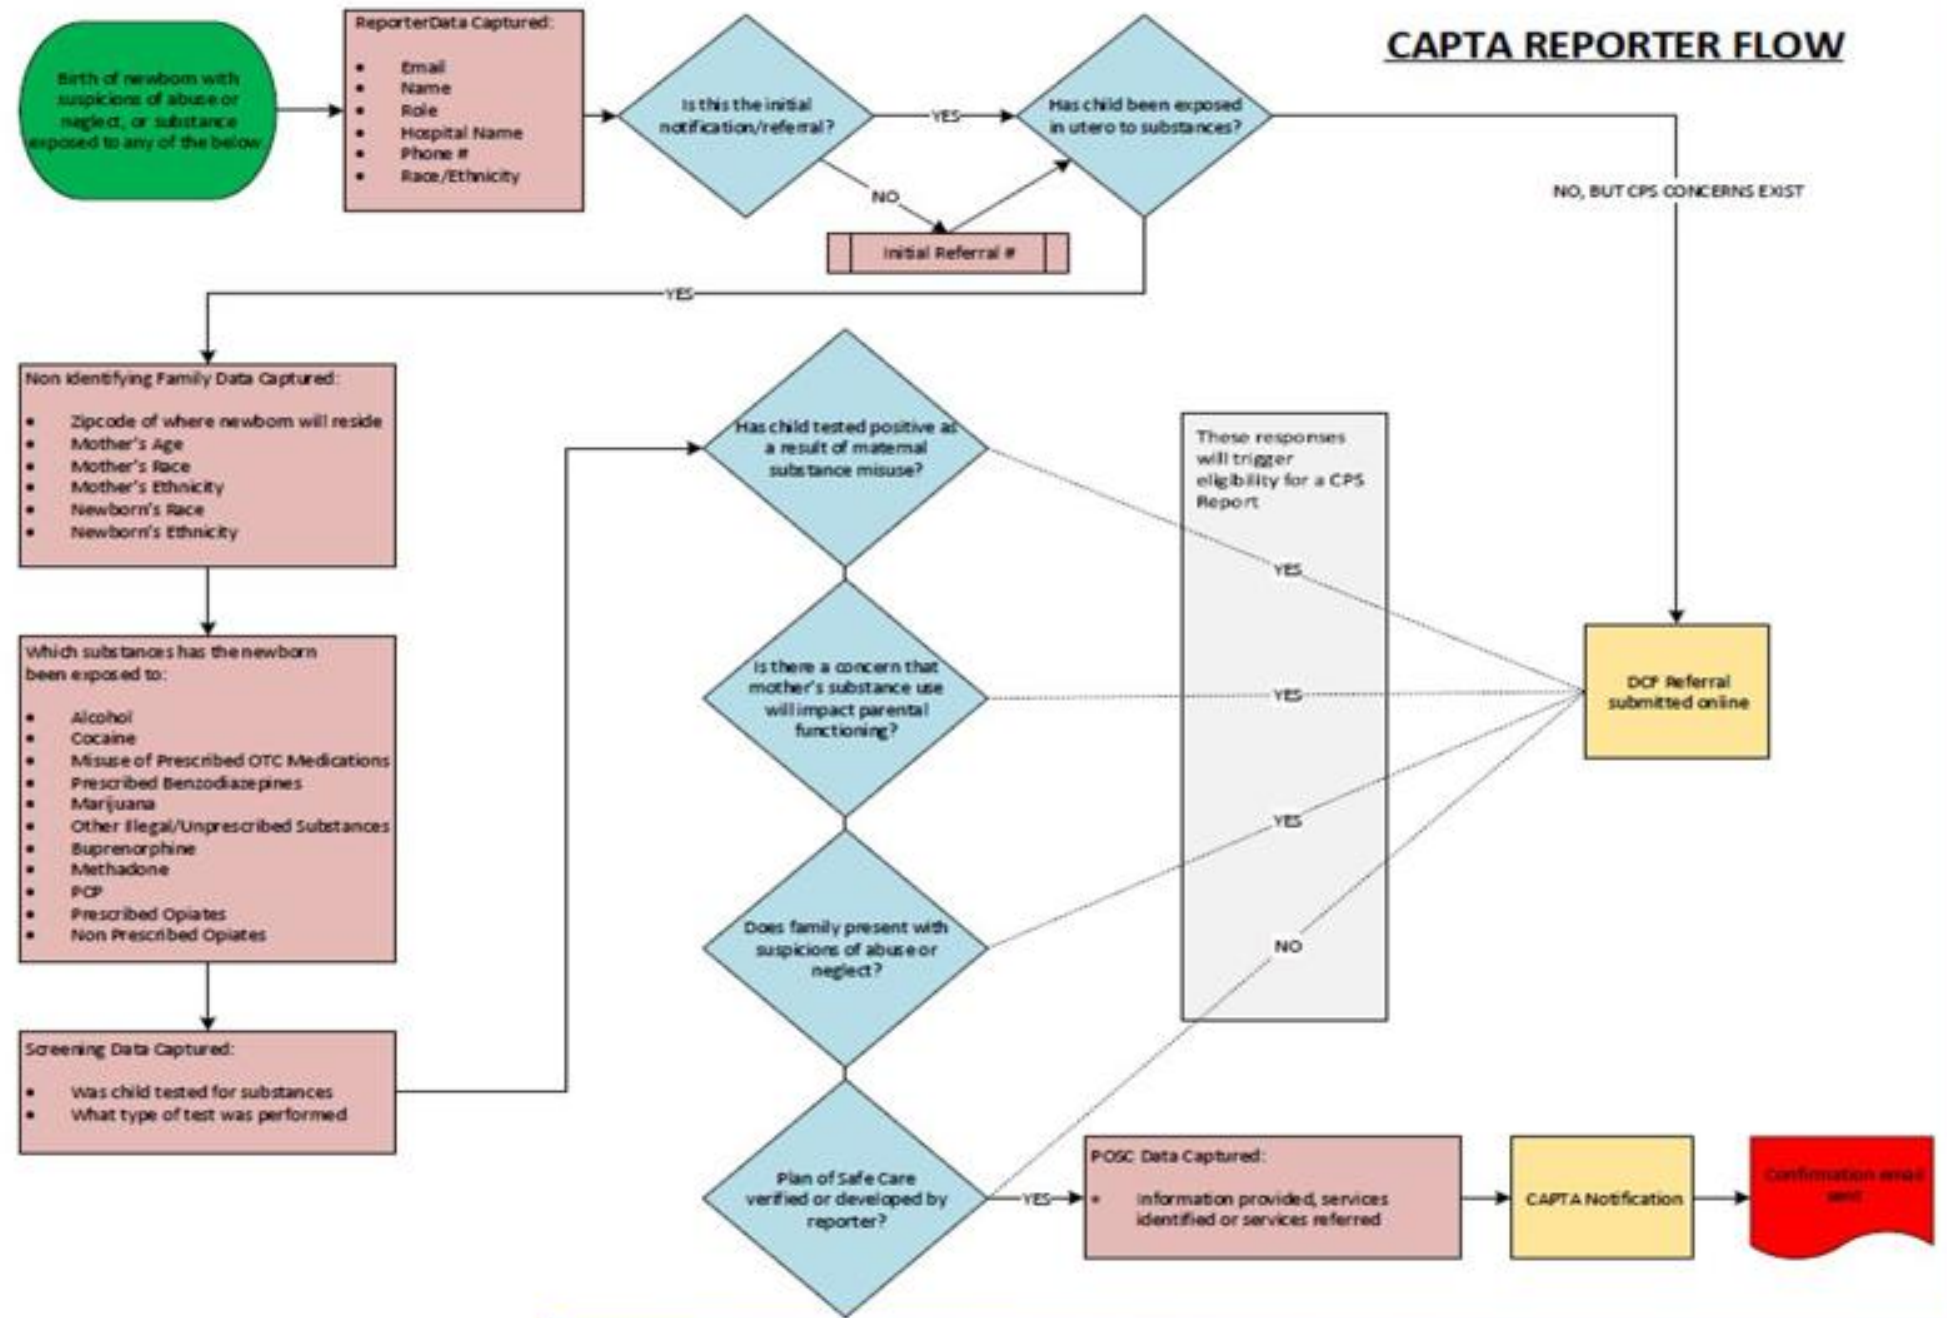 CAPTA REPORTER FLOW
Birth of newborn with
suspicions of abuse or
neglect, or substance
exposed to any of the below
ReporterData Captured:
• Email
• Name
• Role
• Hospital Name
• Phone #
• Race/Ethnicity
Is this the initial
notification/referral?
YES
NO
Initial Referral #
Has child been exposed
in utero to substances?
NO, BUT CPS CONCERNS EXIST
YES
Non Identifying Family Data Captured:
• Zipcode of where newborn will reside
• Mother's Age
• Mother's Race
• Mother's Ethnicity
• Newborn's Race
• Newborn's Ethnicity
Which substances has the newborn
been exposed to:
• Alcohol
• Cocaine
• Misuse of Prescribed OTC Medications
• Prescribed Benzodiazepines
• Marijuana
• Other Illegal/Unprescribed Substances
• Buprenorphine
• Methadone
• PCP
• Prescribed Opiates
• Non Prescribed Opiates
Screening Data Captured:
• Was child tested for substances
• What type of test was performed
Has child tested positive as
a result of maternal
substance misuse?
YES
Is there a concern that
mother's substance use
will impact parental
functioning?
YES
Does family present with
suspicions of abuse or
neglect?
YES
Plan of Safe Care
verified or developed by
reporter?
NO
YES
These responses
will trigger
eligibility for a CPS
Report
DCF Referral
submitted online
POSC Data Captured:
• Information provided, services
identified or services referred
CAPTA Notification
Confirmation email
sent